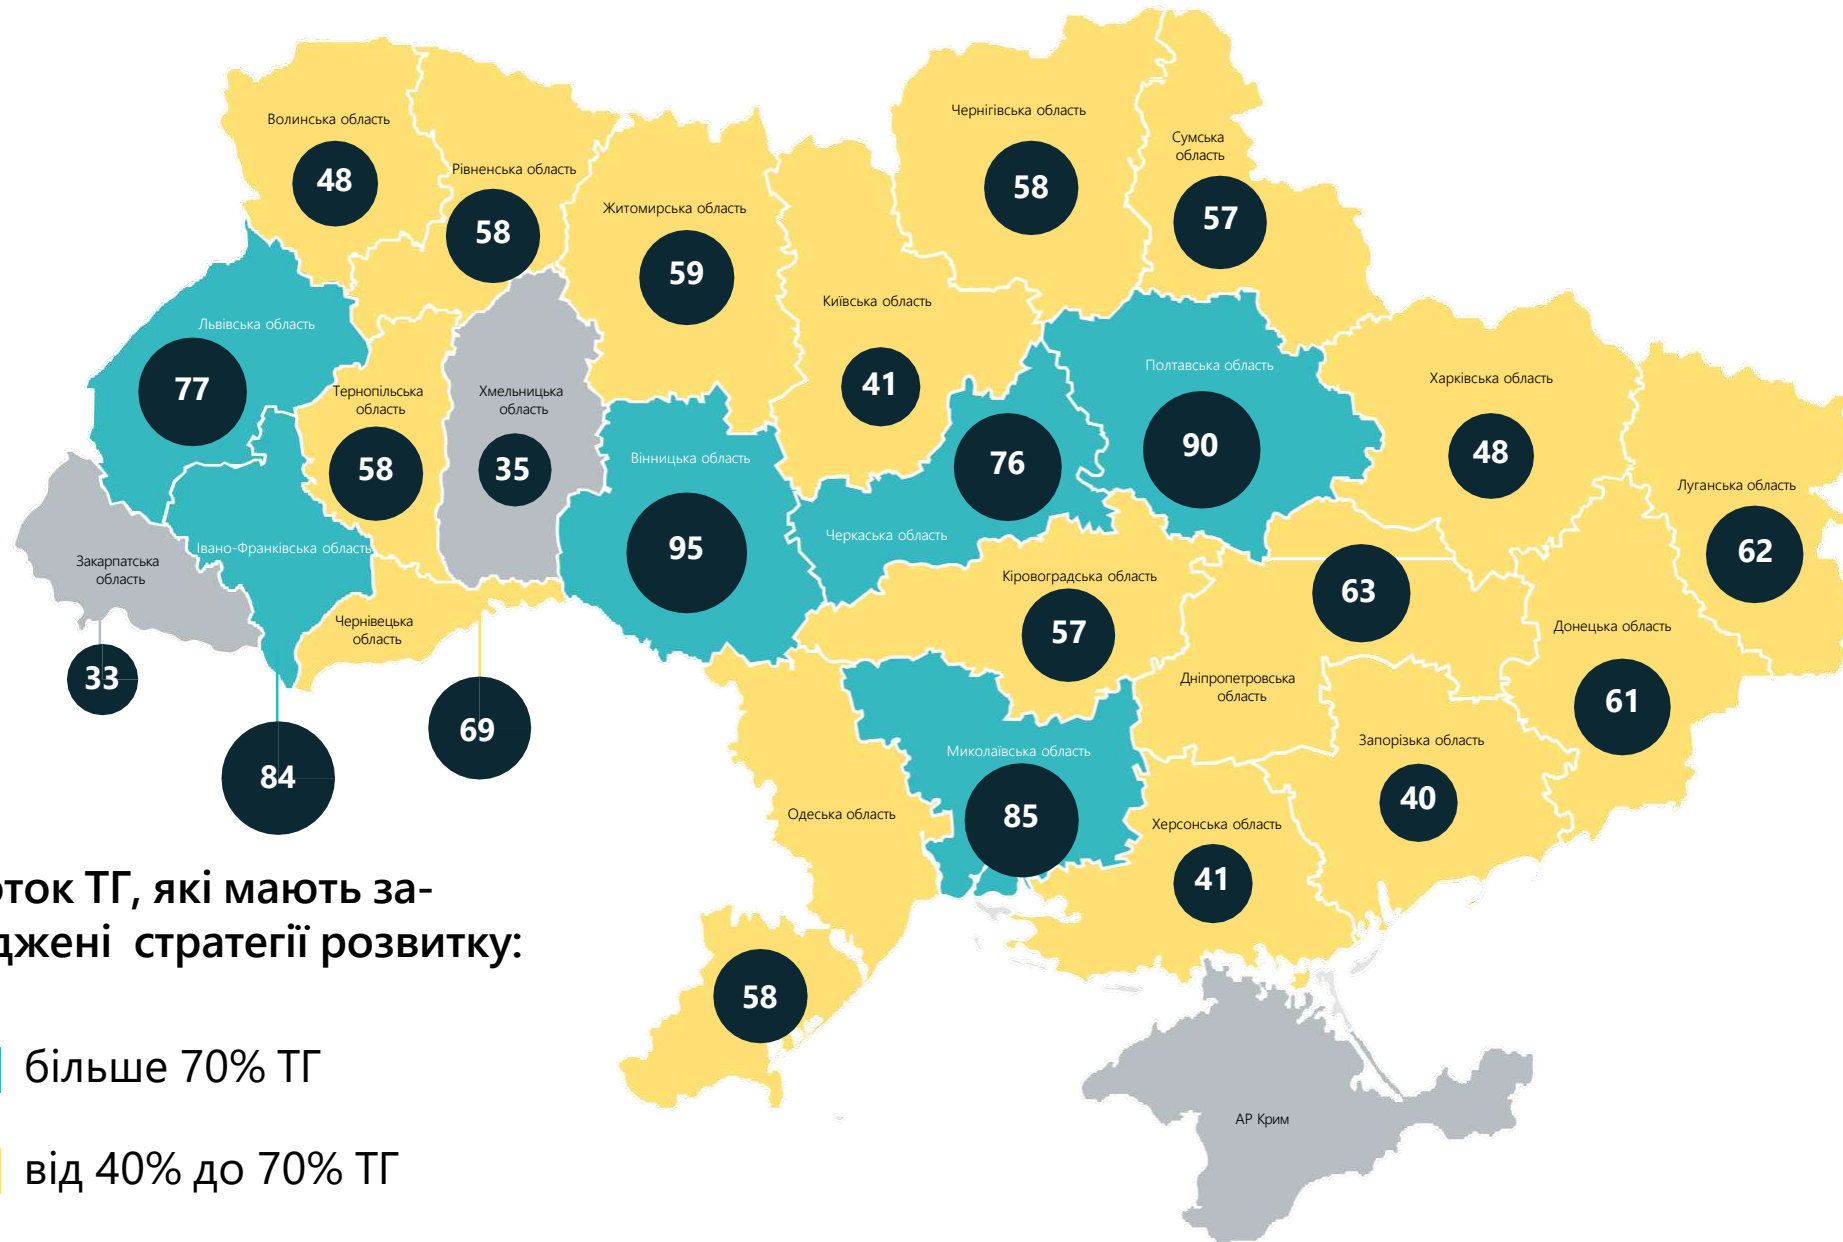 Чернігівська область
58
Сумська
область
57
Волинська область
48
Рівненська область
58
Житомирська область
59
Київська область
41
Львівська область
77
Тернопільська
область
58
Хмельницька
область
35
Вінницька область
95
Черкаська область
76
Полтавська область
90
Харківська область
48
Луганська область
62
Закарпатська
область
33
Івано-Франківська область
84
Чернівецька
область
69
Кіровоградська область
57
Дніпропетровська
область
63
Донецька область
61
Запорізька область
40
Миколаївська область
85
Одеська область
58
Херсонська область
41
АР Крим
ТГ, які мають за-
стратегії розвитку:
більше 70% ТГ
від 40% до 70% ТГ